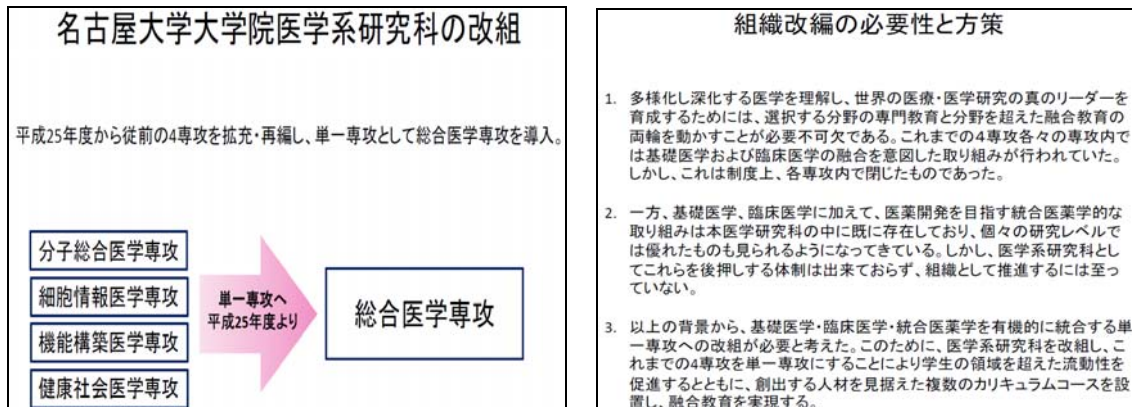 名古屋大学大学院医学系研究科の改組
平成25年度から従前の4専攻を拡充・再編し、単一専攻として総合医学専攻を導入。
分子総合医学専攻
細胞情報医学専攻
機能構築医学専攻
健康社会医学専攻
単一専攻へ
平成25年度より
総合医学専攻
組織改編の必要性と方策
1. 多様化し深化する医学を理解し、世界の医療・医学研究の真のリーダーを
育成するためには、選択する分野の専門教育と分野を超えた融合教育の
両輪を動かすことが必要不可欠である。これまでの4専攻各々の専攻内で
は基礎医学および臨床医学の融合を意図した取り組みが行われていた。
しかし、これは制度上、各専攻内で閉じたものであった。
2. 一方、基礎医学、臨床医学に加えて、医薬開発を目指す統合医薬学的な
取り組みは本医学研究科の中に既に存在しており、個々の研究レベルで
は優れたものも見られるようになってきている。しかし、医学系研究科とし
てこれらを後押しする体制は出来ておらず、組織として推進するには至っ
ていない。
3. 以上の背景から、基礎医学・臨床医学・統合医薬学を有機的に統合する単
一専攻への改組が必要と考えた。このために、医学系研究科を改組し、こ
れまでの4専攻を単一専攻にすることにより学生の領域を超えた流動性を
促進するとともに、創出する人材を見据えた複数のカリキュラムコースを設
置し、融合教育を実現する。